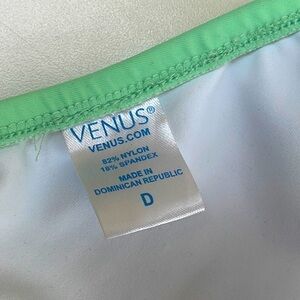 VENUS®
VENUS.COM
82% NYLON
18% SPANDEX
MADE IN
DOMINICAN REPUBLIC
D